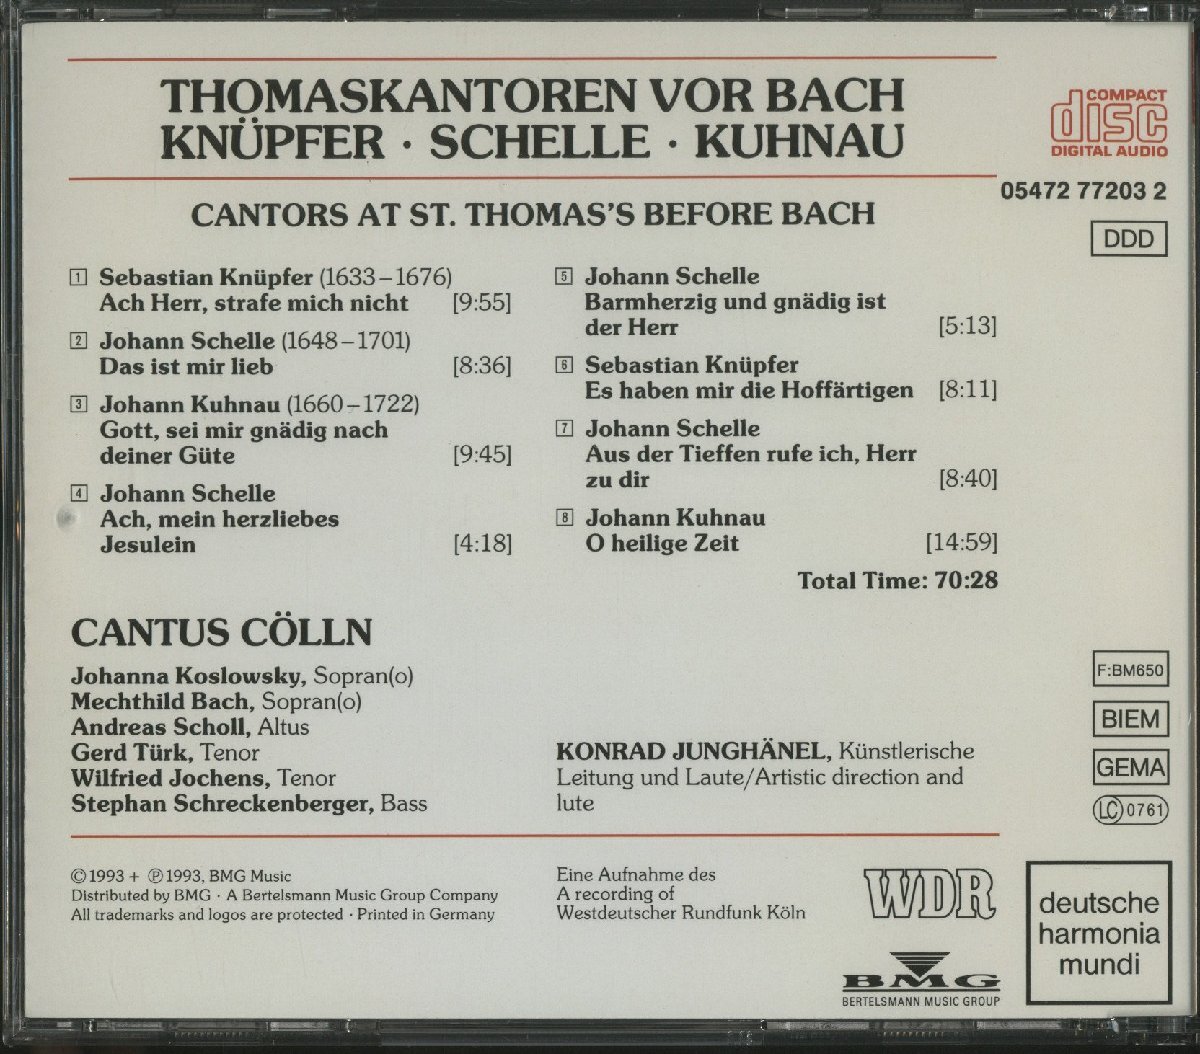 THOMASKANTOREN VOR BACH
KNÜPFER · SCHELLE · KUHNAU
CANTORS AT ST. THOMAS'S BEFORE BACH
COMPACT
disc
DIGITAL AUDIO
05472 77203 2
DDD
1 Sebastian Knüpfer (1633–1676)
Ach Herr, strafe mich nicht [9:55]
2 Johann Schelle (1648–1701)
Das ist mir lieb [8:36]
3 Johann Kuhnau (1660–1722)
Gott, sei mir gnädig nach
deiner Güte [9:45]
4 Johann Schelle
Ach, mein herzliebes
Jesulein [4:18]
5 Johann Schelle
Barmherzig und gnädig ist
der Herr [5:13]
6 Sebastian Knüpfer
Es haben mir die Hoffärtigen [8:11]
7 Johann Schelle
Aus der Tieffen rufe ich, Herr
zu dir [8:40]
8 Johann Kuhnau
O heilige Zeit [14:59]
Total Time: 70:28
CANTUS CÖLLN
Johanna Koslowsky, Sopran(o)
Mechthild Bach, Sopran(o)
Andreas Scholl, Altus
Gerd Türk, Tenor
Wilfried Jochens, Tenor
Stephan Schreckenberger, Bass
KONRAD JUNGHÄNEL, Künstlerische
Leitung und Laute/Artistic direction and
lute
F:BM650
BIEM
GEMA
LC 0761
© 1993 + ℗ 1993, BMG Music
Distributed by BMG · A Bertelsmann Music Group Company
All trademarks and logos are protected · Printed in Germany
Eine Aufnahme des
A recording of
Westdeutscher Rundfunk Köln
WDR
BMG
BERTELSMANN MUSIC GROUP
deutsche
harmonia
mundi